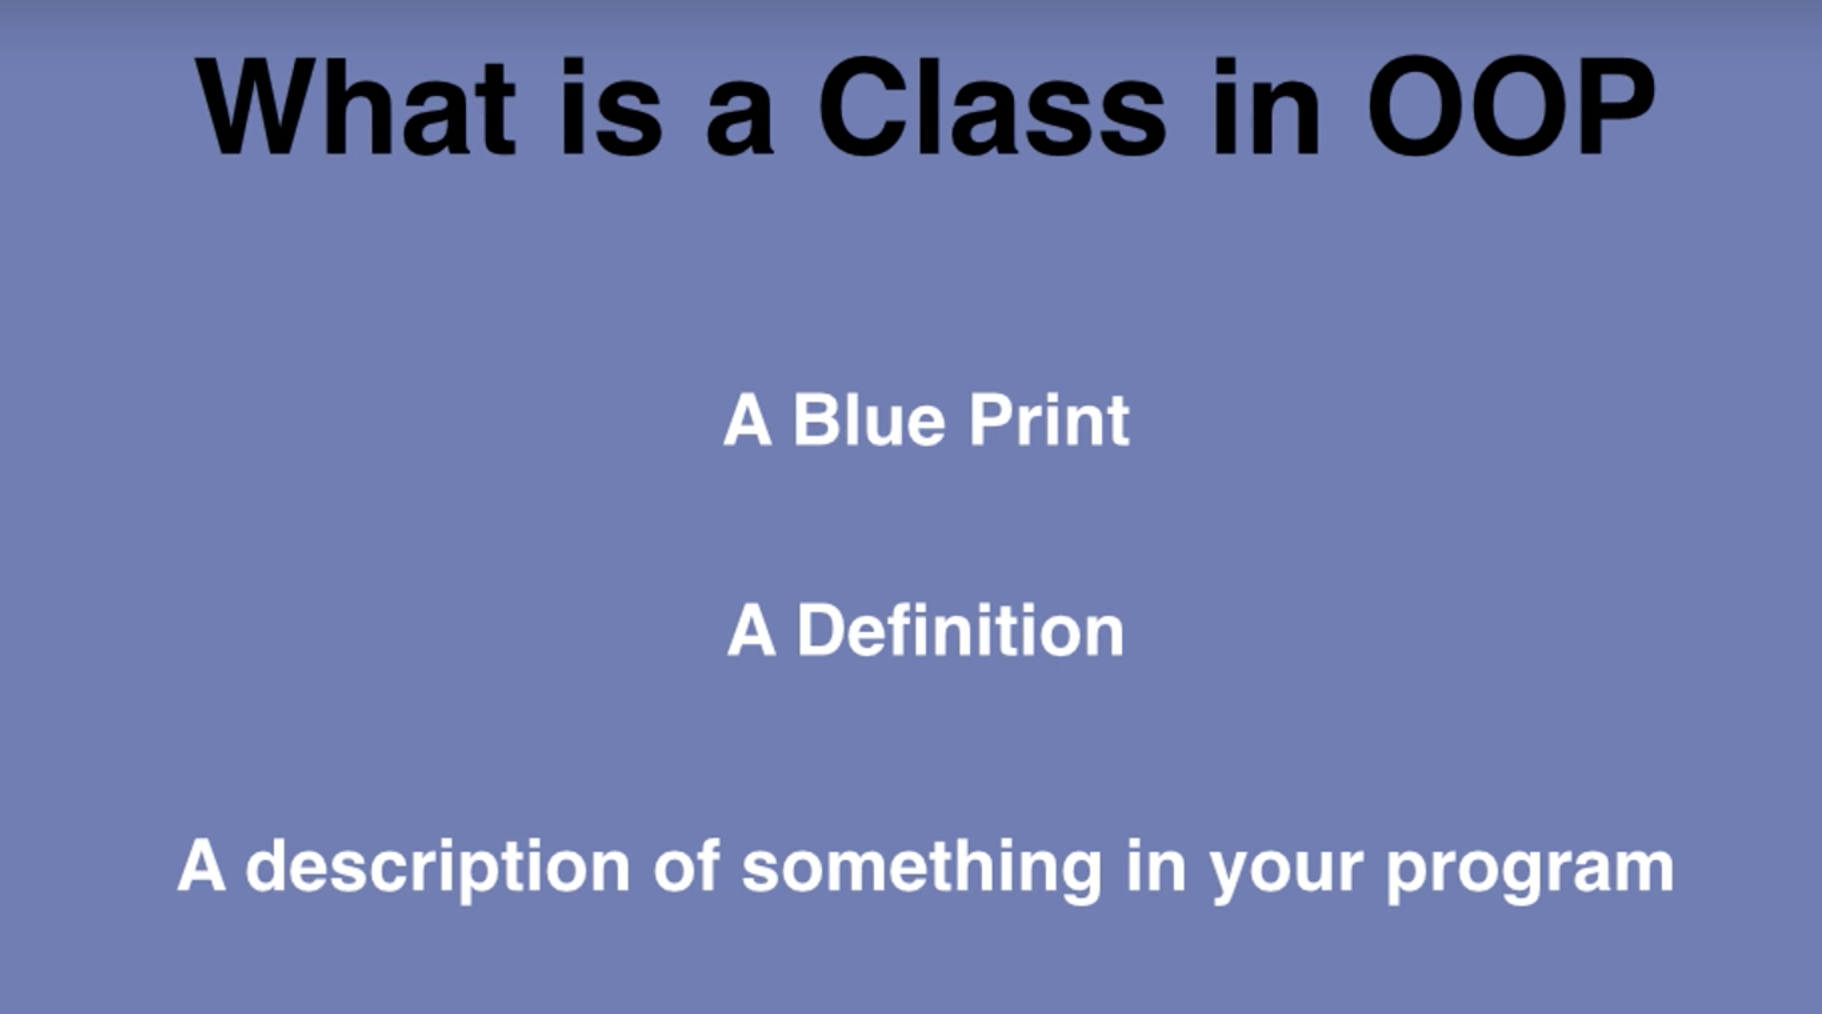 What is a Class in OOP
A Blue Print
A Definition
A description of something in your program